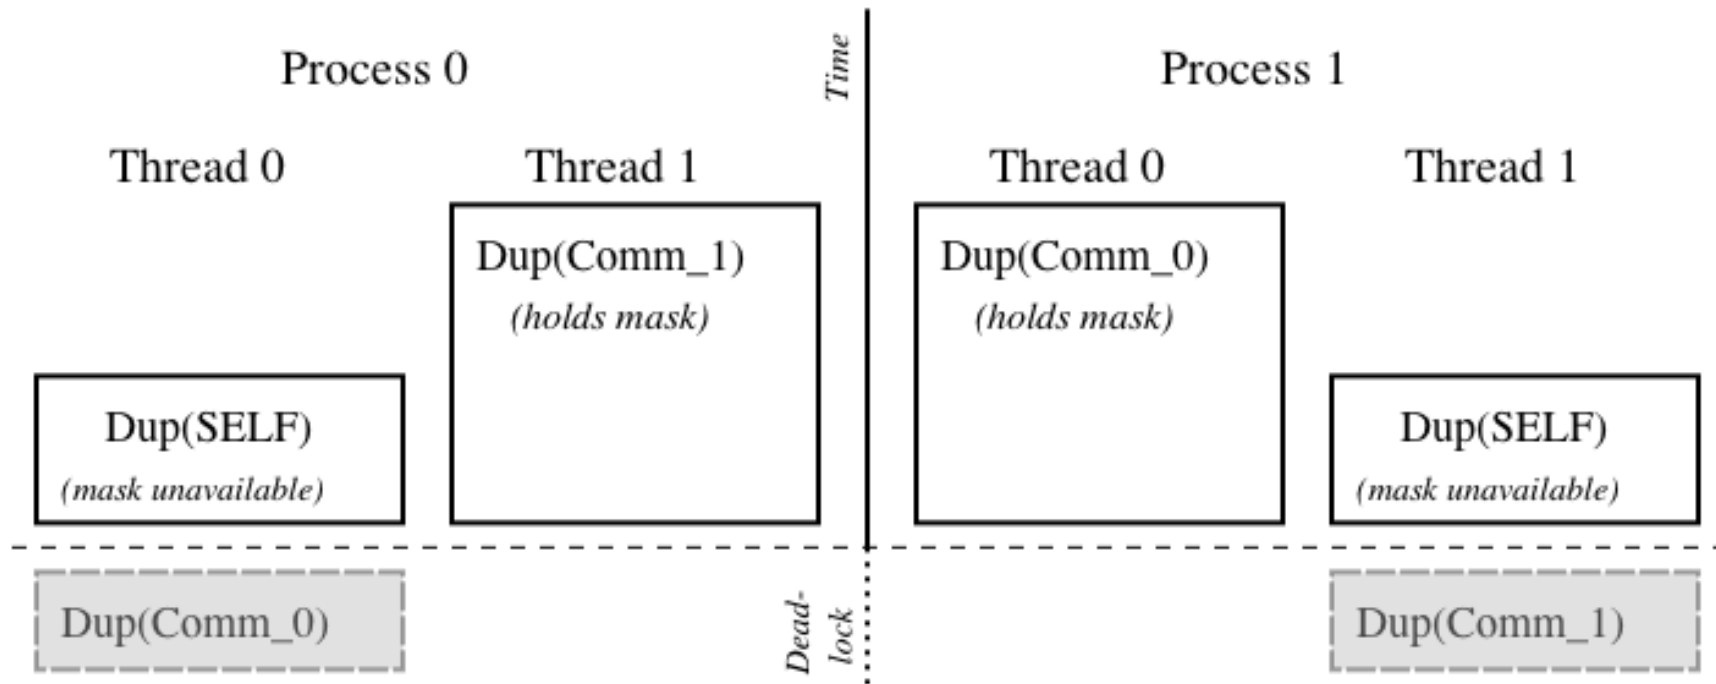 Process 0
Time
Process 1
Thread 0
Thread 1
Thread 0
Thread 1
Dup(Comm_1)
(holds mask)
Dup(Comm_0)
(holds mask)
Dup(SELF)
(mask unavailable)
Dup(SELF)
(mask unavailable)
Dup(Comm_0)
Dead-
lock
Dup(Comm_1)